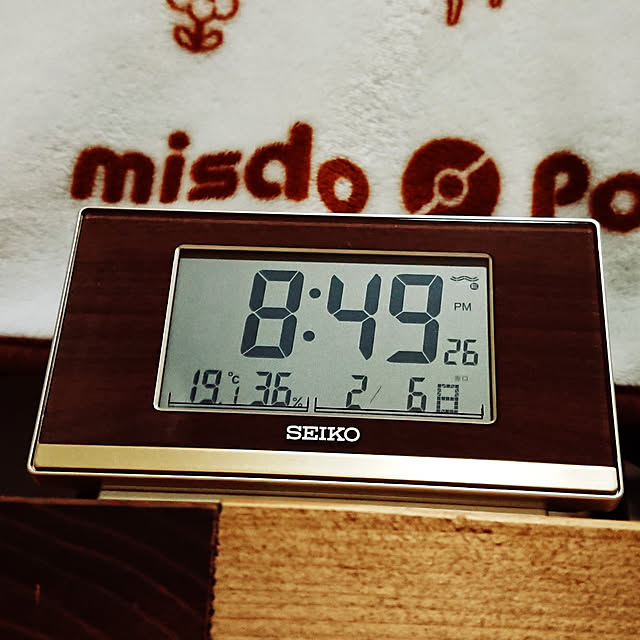 misdo Po
8:49 PM 26
19.1℃ 36% 2/6 日
SEIKO